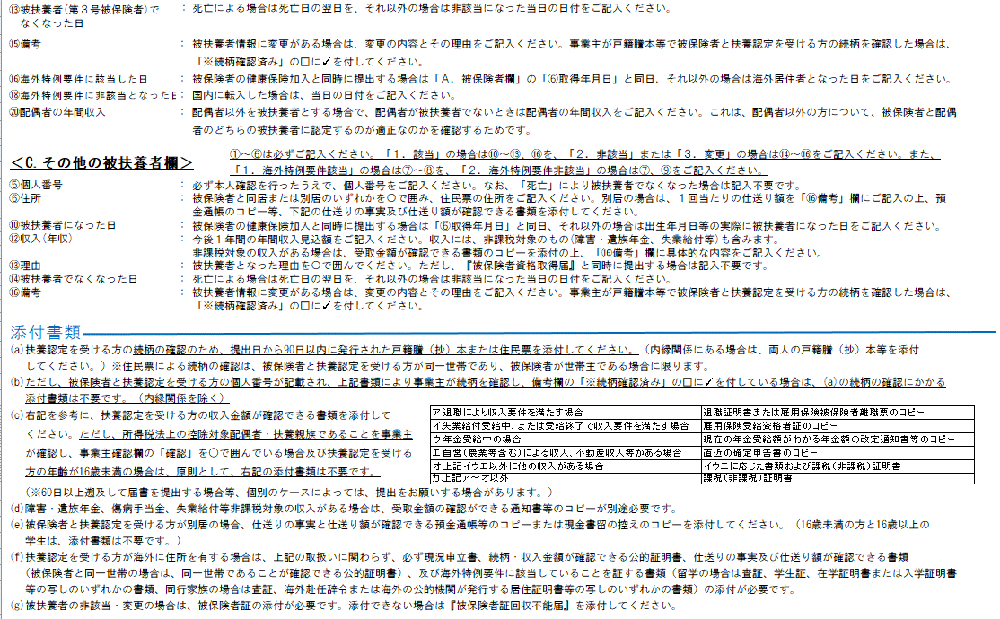 ⑬被扶養者(第３号被保険者)で ： 死亡による場合は死亡日の翌日を、それ以外の場合は非該当になった当日の日付をご記入ください。
なくなった日
⑮備考 ： 被扶養者情報に変更がある場合は、変更の内容とその理由をご記入ください。事業主が戸籍謄本等で被保険者と扶養認定を受ける方の続柄を確認した場合は、
「※続柄確認済み」の□に✓を付してください。
⑯海外特例要件に該当した日 ： 被保険者の健康保険加入と同時に提出する場合は「Ａ．被保険者欄」の「⑥取得年月日」と同日、それ以外の場合は海外居住者となった日をご記入ください。
⑱海外特例要件に非該当となった日： 国内に転入した場合は、当日の日付をご記入ください。
⑳配偶者の年間収入 ： 配偶者以外を被扶養者とする場合で、配偶者が被扶養者でないときは配偶者の年間収入をご記入ください。これは、配偶者以外の方について、被保険者と配偶
者のどちらの被扶養者に認定するのが適正なのかを確認するためです。
＜C.その他の被扶養者欄＞ ①～⑥は必ずご記入ください。「１．該当」の場合は⑩～⑬、⑯を、「２．非該当」または「３．変更」の場合は⑭～⑯をご記入ください。また、
「１．海外特例要件該当」の場合は⑦～⑧を、「２．海外特例要件非該当」の場合は⑦、⑨をご記入ください。
⑤個人番号 ： 必ず本人確認を行ったうえで、個人番号をご記入ください。なお、「死亡」により被扶養者でなくなった場合は記入不要です。
⑥住所 ： 被保険者と同居または別居のいずれかを○で囲み、住民票の住所をご記入ください。別居の場合は、１回当たりの仕送り額を「⑯備考」欄にご記入の上、預
金通帳のコピー等、下記の仕送りの事実及び仕送り額が確認できる書類を添付してください。
⑩被扶養者になった日 ： 被保険者の健康保険加入と同時に提出する場合は「⑥取得年月日」と同日、それ以外の場合は出生年月日等の実際に被扶養者になった日をご記入ください。
⑫収入(年収) ： 今後１年間の年間収入見込額をご記入ください。収入には、非課税対象のもの(障害・遺族年金、失業給付等)も含みます。
非課税対象の収入がある場合は、受取金額が確認できる書類のコピーを添付の上、「⑯備考」欄に具体的な内容をご記入ください。
⑬理由 ： 被扶養者となった理由を○で囲んでください。ただし、『被保険者資格取得届』と同時に提出する場合は記入不要です。
⑭被扶養者でなくなった日 ： 死亡による場合は死亡日の翌日を、それ以外の場合は非該当になった当日の日付をご記入ください。
⑯備考 ： 被扶養者情報に変更がある場合は、変更の内容とその理由をご記入ください。事業主が戸籍謄本等で被保険者と扶養認定を受ける方の続柄を確認した場合は、
「※続柄確認済み」の□に✓を付してください。
添付書類
(a)扶養認定を受ける方の続柄の確認のため、提出日から90日以内に発行された戸籍謄（抄）本または住民票を添付してください。（内縁関係にある場合は、両人の戸籍謄（抄）本等を添付
してください。）※住民票による続柄の確認は、被保険者と扶養認定を受ける方が同一世帯であり、被保険者が世帯主である場合に限ります。
(b)ただし、被保険者と扶養認定を受ける方の個人番号が記載され、上記書類により事業主が続柄を確認し、備考欄の「※続柄確認済み」の□に✓を付している場合は、(a)の続柄の確認にかかる
添付書類は不要です。（内縁関係を除く）
(c)右記を参考に、扶養認定を受ける方の収入金額が確認できる書類を添付して
ください。ただし、所得税法上の控除対象配偶者・扶養親族であることを事業主
が確認し、事業主確認欄の「確認」を○で囲んでいる場合及び扶養認定を受ける
方の年齢が16歳未満の場合は、原則として、右記の添付書類は不要です。
ア退職により収入要件を満たす場合 退職証明書または雇用保険被保険者離職票のコピー
イ失業給付受給中、または受給終了で収入要件を満たす場合 雇用保険受給資格者証のコピー
ウ年金受給中の場合 現在の年金受給額がわかる年金額の改定通知書等のコピー
エ自営(農業等含む)による収入、不動産収入等がある場合 直近の確定申告書のコピー
オ上記イウエ以外に他の収入がある場合 イウエに応じた書類および課税(非課税)証明書
カ上記ア～オ以外 課税(非課税)証明書
（※60日以上遡及して届書を提出する場合等、個別のケースによっては、提出をお願いする場合があります。）
(d)障害・遺族年金、傷病手当金、失業給付等非課税対象の収入がある場合は、受取金額の確認ができる通知書等のコピーが別途必要です。
(e)被保険者と扶養認定を受ける方が別居の場合、仕送りの事実と仕送り額が確認できる預金通帳等のコピーまたは現金書留の控えのコピーを添付してください。（16歳未満の方と16歳以上の
学生は、添付書類は不要です。）
(f)扶養認定を受ける方が海外に住所を有する場合は、上記の取扱いに関わらず、必ず現況申立書、続柄・収入金額が確認できる公的証明書、仕送りの事実及び仕送り額が確認できる書類
（被保険者と同一世帯の場合は、同一世帯であることが確認できる公的証明書）、及び海外特例要件に該当していることを証する書類（留学の場合は査証、学生証、在学証明書または入学証明書
等の写しのいずれかの書類、同行家族の場合は査証、海外赴任辞令または海外の公的機関が発行する居住証明書等の写しのいずれかの書類）の添付が必要です。
(g)被扶養者の非該当・変更の場合は、被保険者証の添付が必要です。添付できない場合は『被保険者証回収不能届』を添付してください。